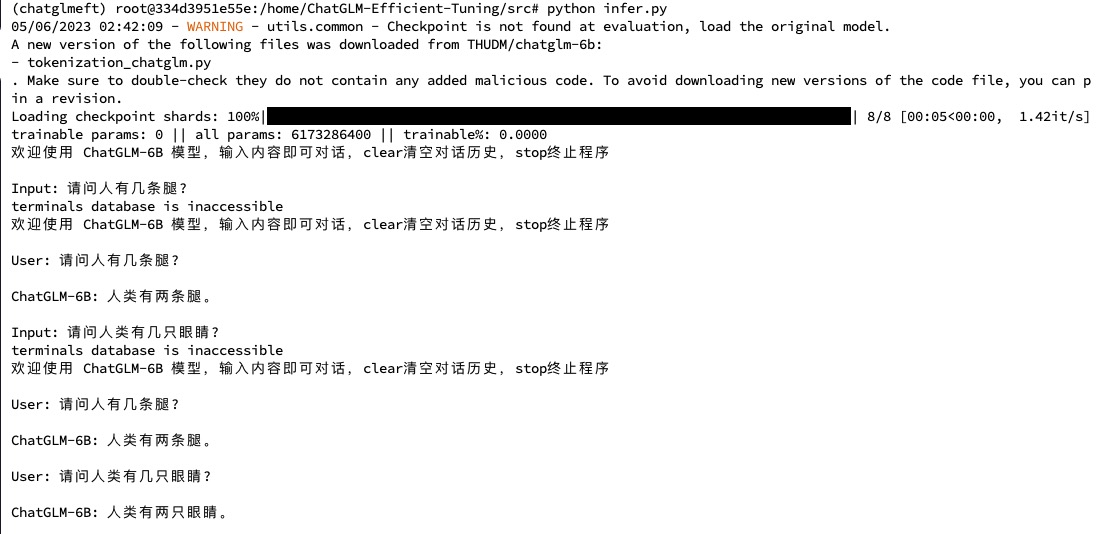 (chatglmeft) root@334d3951e55e:/home/ChatGLM-Efficient-Tuning/src# python infer.py
05/06/2023 02:42:09 - WARNING - utils.common - Checkpoint is not found at evaluation, load the original model.
A new version of the following files was downloaded from THUDM/chatglm-6b:
- tokenization_chatglm.py
. Make sure to double-check they do not contain any added malicious code. To avoid downloading new versions of the code file, you can p
in a revision.
Loading checkpoint shards: 100%|██████████| 8/8 [00:05<00:00,  1.42it/s]
trainable params: 0 || all params: 6173286400 || trainable%: 0.0000
欢迎使用 ChatGLM-6B 模型，输入内容即可对话，clear清空对话历史，stop终止程序
Input: 请问人有几条腿?
terminals database is inaccessible
欢迎使用 ChatGLM-6B 模型，输入内容即可对话，clear清空对话历史，stop终止程序
User: 请问人有几条腿?
ChatGLM-6B: 人类有两条腿。
Input: 请问人类有几只眼睛?
terminals database is inaccessible
欢迎使用 ChatGLM-6B 模型，输入内容即可对话，clear清空对话历史，stop终止程序
User: 请问人有几条腿?
ChatGLM-6B: 人类有两条腿。
User: 请问人类有几只眼睛?
ChatGLM-6B: 人类有两只眼睛。